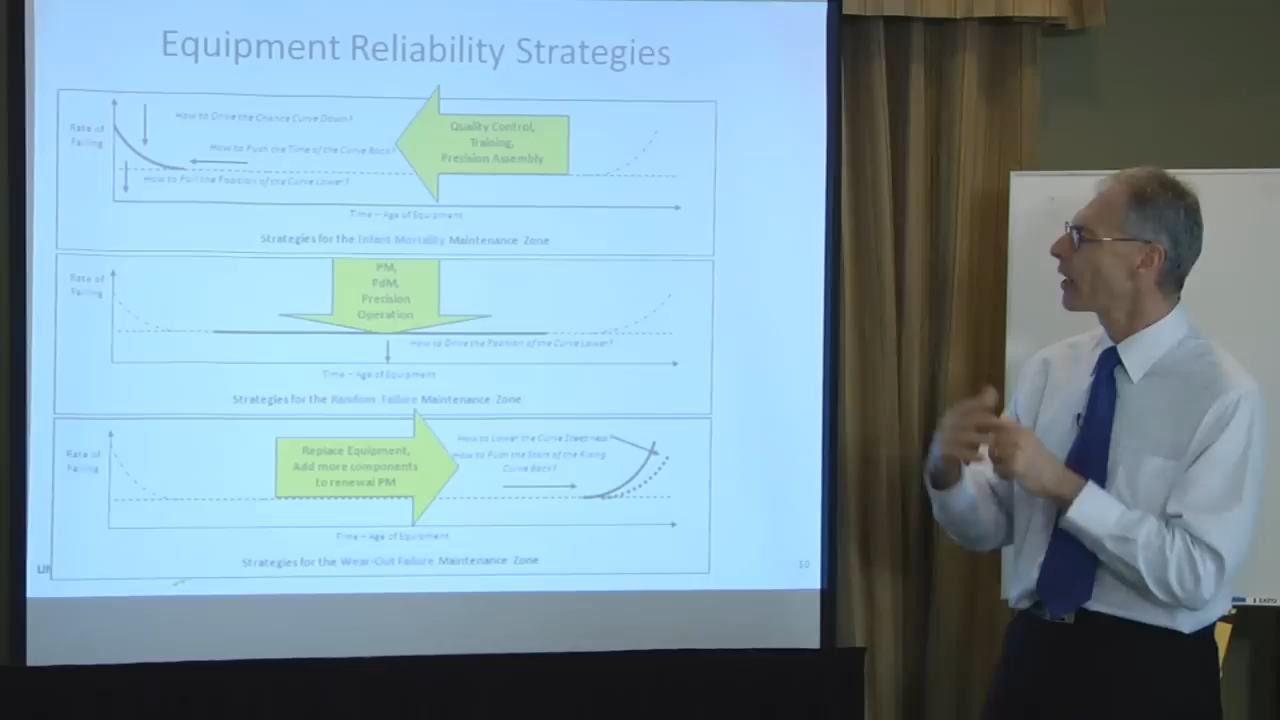 Equipment Reliability Strategies
Rate of
Failing
How to Drive the Chance Curve Down?
How to Push the Time of the Curve Back?
How to Pull the Position of the Curve Lower?
Quality Control,
Training,
Precision Assembly
Time – Age of Equipment
Strategies for the Infant Mortality Maintenance Zone
Rate of
Failing
PM,
PdM,
Precision
Operation
How to Drive the Position of the Curve Lower?
Time – Age of Equipment
Strategies for the Random Failure Maintenance Zone
Rate of
Failing
Replace Equipment,
Add more components
to renewal PM
How to Lower the Curve Steepness?
How to Push the Start of the Rising
Curve Back?
Time – Age of Equipment
Strategies for the Wear-Out Failure Maintenance Zone
50
EXPO